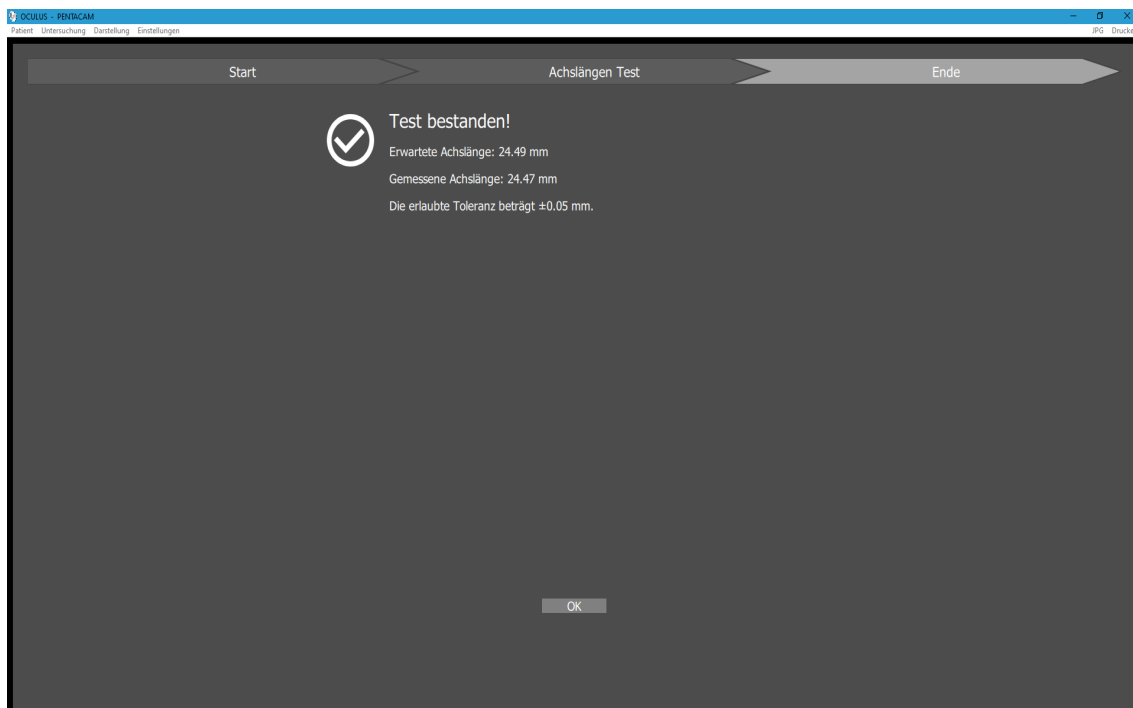 OCULUS - PENTACAM
Patient Untersuchung Darstellung Einstellungen JPG Drucke
Start Achslängen Test Ende
Test bestanden!
Erwartete Achslänge: 24.49 mm
Gemessene Achslänge: 24.47 mm
Die erlaubte Toleranz beträgt ±0.05 mm.
OK